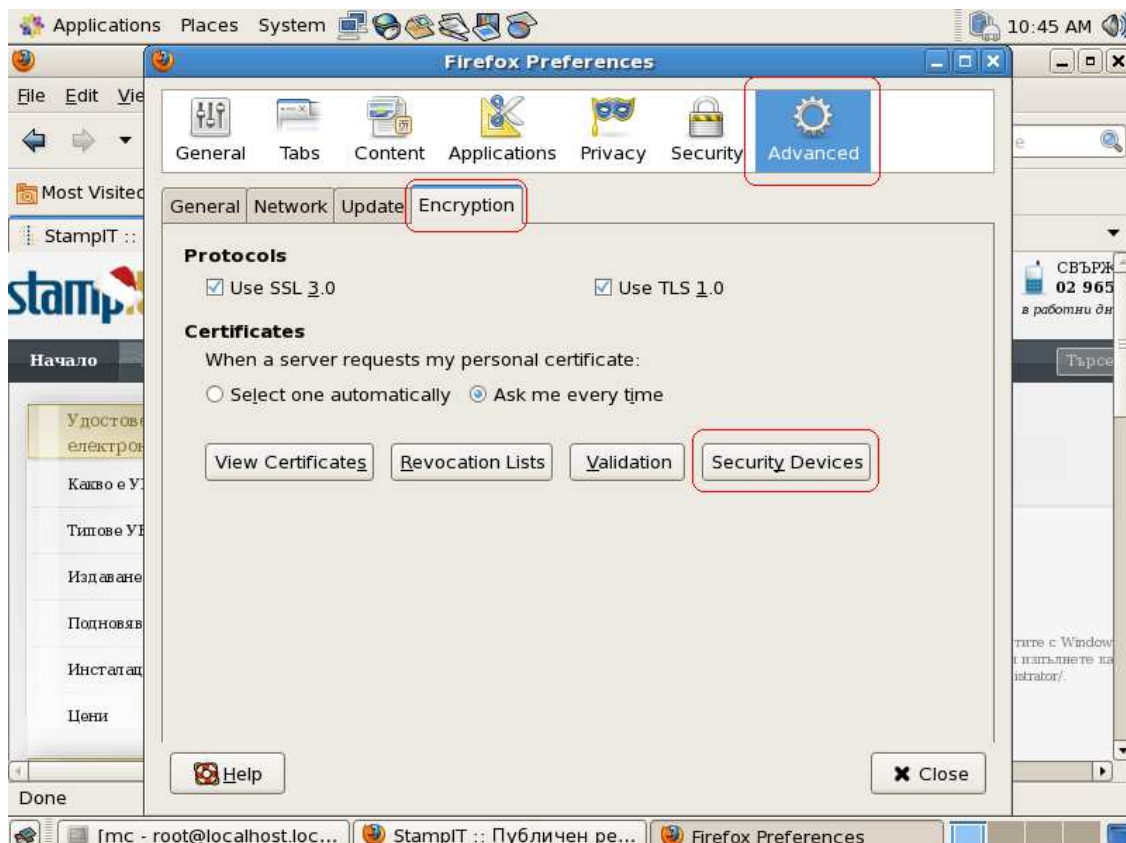 Applications Places System 10:45 AM
Firefox Preferences
File Edit Vie
General Tabs Content Applications Privacy Security Advanced
Most Visited
General Network Update Encryption
StampIT ::
Protocols
Use SSL 3.0 Use TLS 1.0
СВЪРЖ
02 965
в работни дн
stamp
Certificates
When a server requests my personal certificate:
Select one automatically Ask me every time
Начало
Търсе
View Certificates Revocation Lists Validation Security Devices
Удостове
електрон
Какво е У
Типове У
Издаване
Подновяв
Инсталац
Цени
тите с Window
и изпълнете ка
istrator/.
Help Close
Done
[mc - root@localhost.loc... StampIT :: Публичен ре... Firefox Preferences